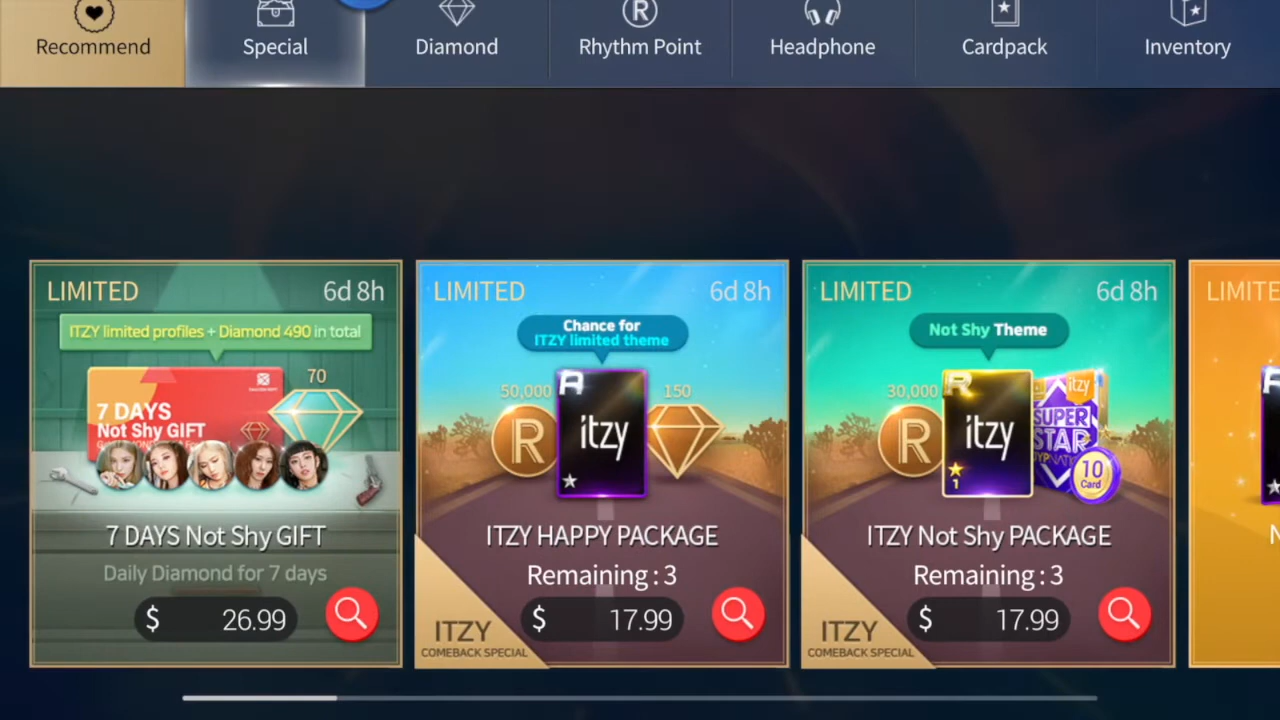 Recommend
Special
Diamond
Rhythm Point
Headphone
Cardpack
Inventory
LIMITED
6d 8h
ITZY limited profiles + Diamond 490 in total
70
7 DAYS
Not Shy GIFT
7 DAYS Not Shy GIFT
Daily Diamond for 7 days
$ 26.99
LIMITED
6d 8h
Chance for
ITZY limited theme
50,000
R
R
itzy
150
ITZY HAPPY PACKAGE
Remaining : 3
$ 17.99
ITZY
COMEBACK SPECIAL
LIMITED
6d 8h
Not Shy Theme
30,000
R
R
itzy
1
itzy
SUPER
STAR
10
Card
ITZY Not Shy PACKAGE
Remaining : 3
$ 17.99
ITZY
COMEBACK SPECIAL
LIMITE
N